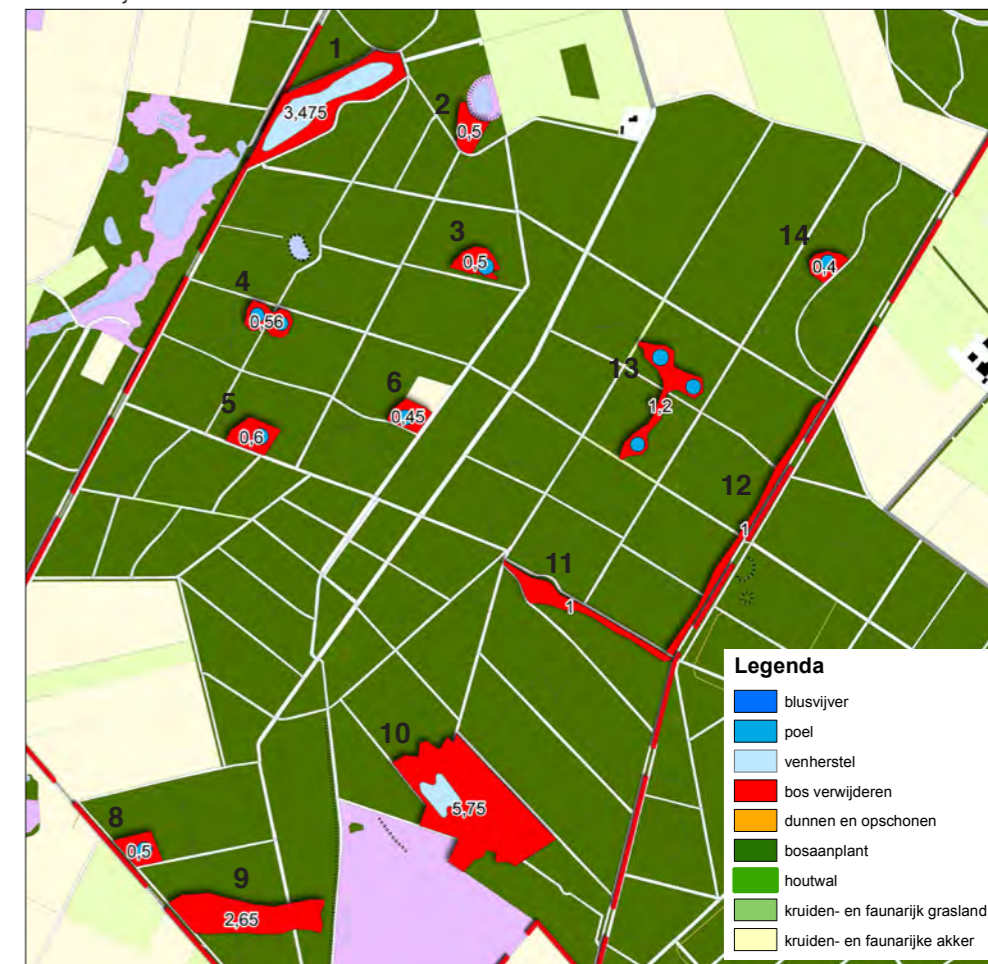 1
3,475
2
0,5
3
0,5
14
0,4
4
0,56
13
1,2
6
0,45
5
0,6
12
1
11
1
10
5,75
8
0,5
9
2,65
Legenda
blusvijver
poel
venherstel
bos verwijderen
dunnen en opschonen
bosaanplant
houtwal
kruiden- en faunarijk grasland
kruiden- en faunarijke akker